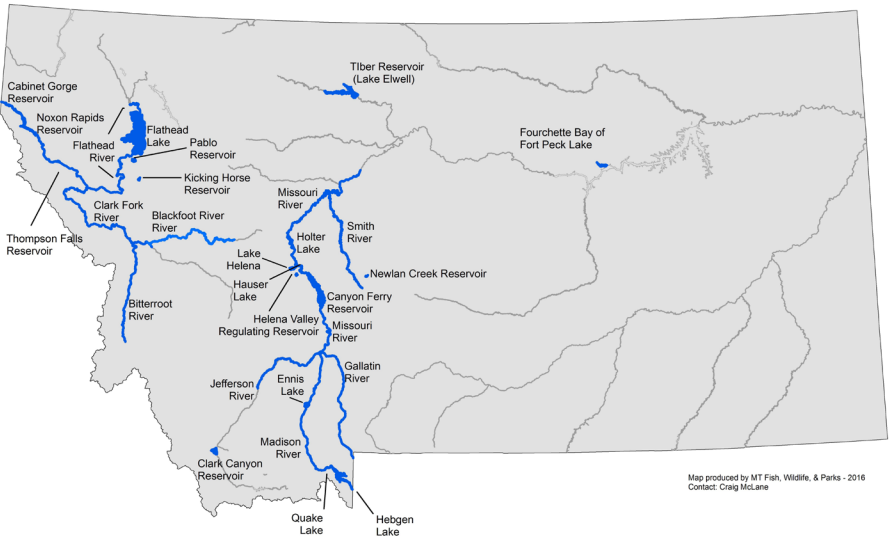 TIber Reservoir
(Lake Elwell)
Cabinet Gorge
Reservoir
Noxon Rapids
Reservoir
Flathead
Lake
Fourchette Bay of
Fort Peck Lake
Flathead
River
Pablo
Reservoir
Kicking Horse
Reservoir
Missouri
River
Clark Fork
River
Blackfoot River
River
Smith
River
Thompson Falls
Reservoir
Holter
Lake
Lake
Helena
Newlan Creek Reservoir
Hauser
Lake
Canyon Ferry
Reservoir
Bitterroot
River
Helena Valley
Regulating Reservoir
Missouri
River
Gallatin
River
Jefferson
River
Ennis
Lake
Madison
River
Clark Canyon
Reservoir
Map produced by MT Fish, Wildlife, & Parks - 2016
Contact: Craig McLane
Quake
Lake
Hebgen
Lake